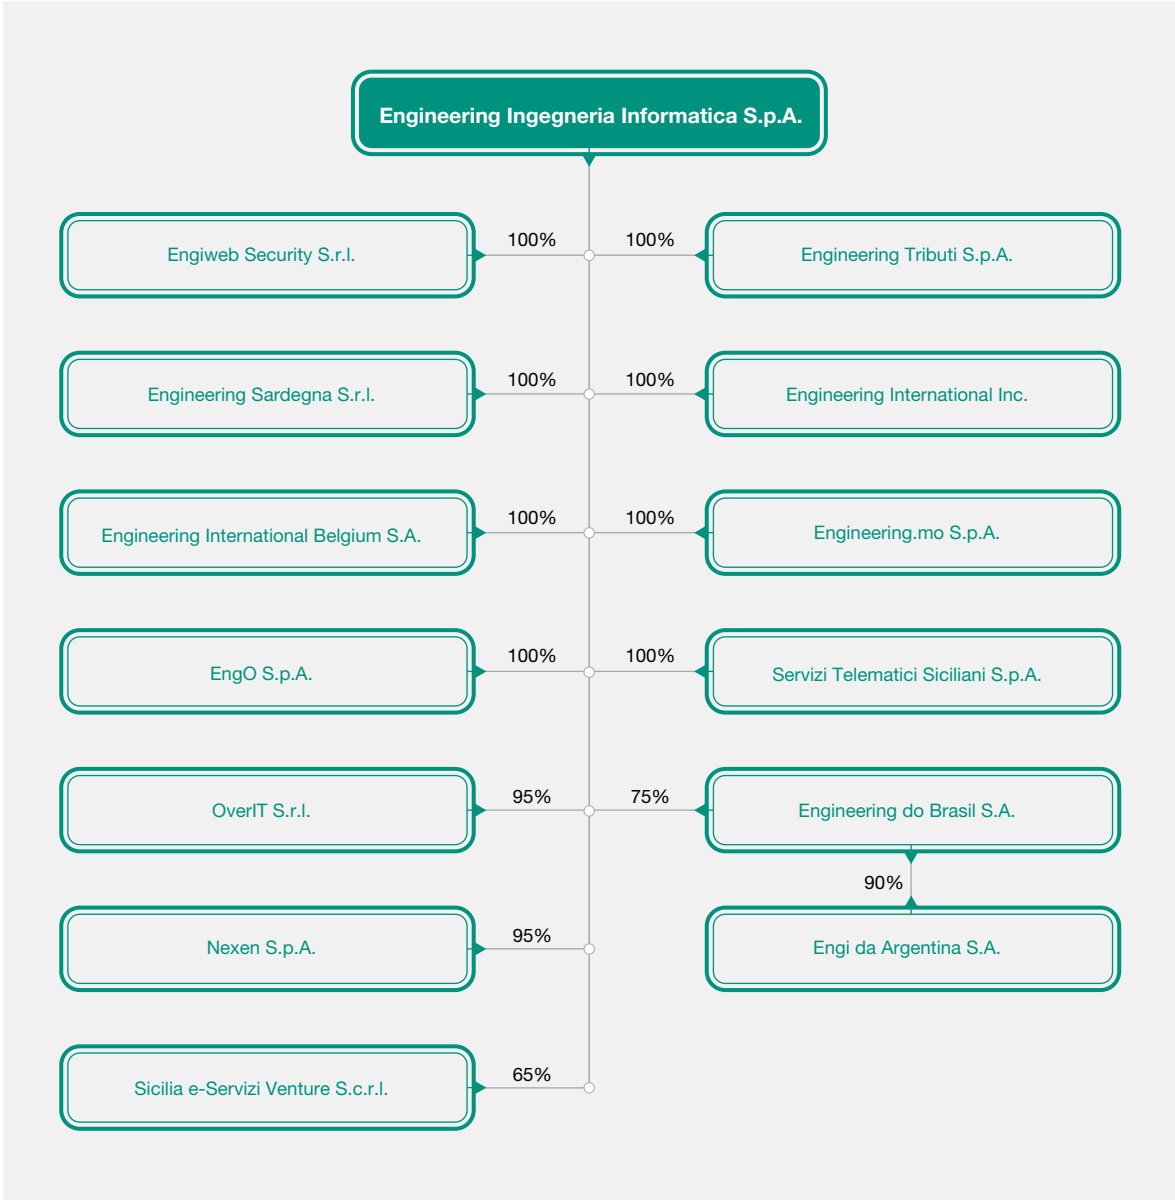 Engineering Ingegneria Informatica S.p.A.
100% 100%
Engiweb Security S.r.l. Engineering Tributi S.p.A.
100% 100%
Engineering Sardegna S.r.l. Engineering International Inc.
100% 100%
Engineering International Belgium S.A. Engineering.mo S.p.A.
100% 100%
EngO S.p.A. Servizi Telematici Siciliani S.p.A.
95% 75%
OverIT S.r.l. Engineering do Brasil S.A.
90%
95%
Nexen S.p.A. Engi da Argentina S.A.
65%
Sicilia e-Servizi Venture S.c.r.l.